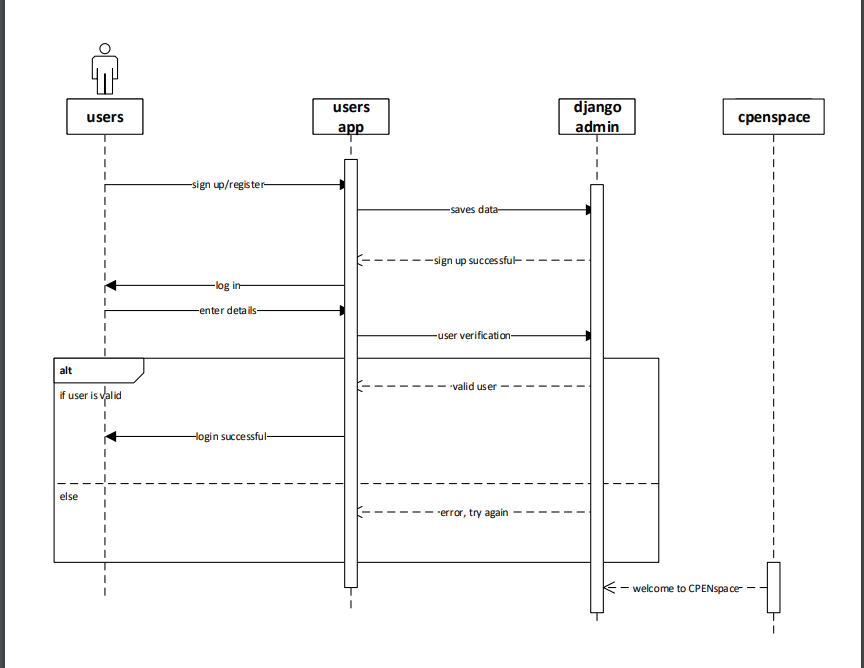 users
users
app
django
admin
cpenspace
sign up/register
saves data
sign up successful
log in
enter details
user verification
alt
valid user
if user is valid
login successful
else
error, try again
welcome to CPENspace